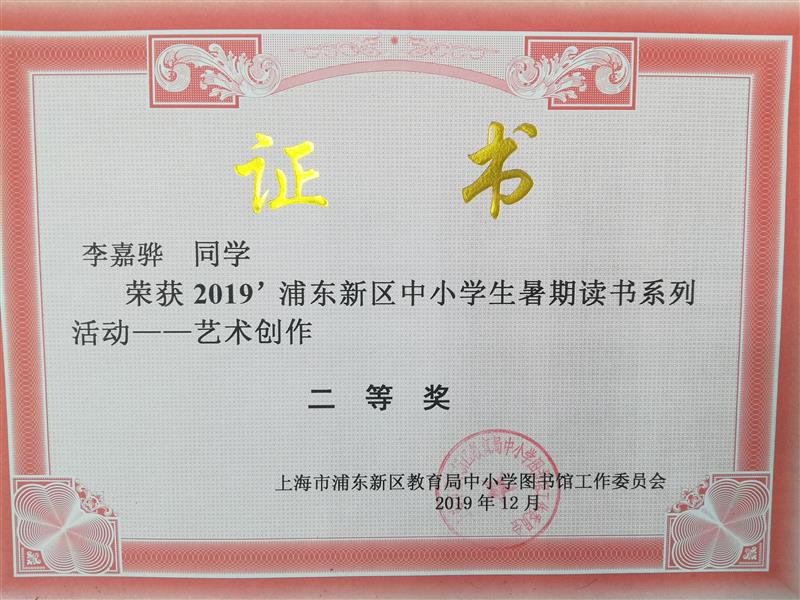 证 书
李嘉骅 同学
荣获 2019’浦东新区中小学生暑期读书系列
活动——艺术创作
二 等 奖
上海市浦东新区教育局中小学图书馆工作委员会
2019 年 12 月